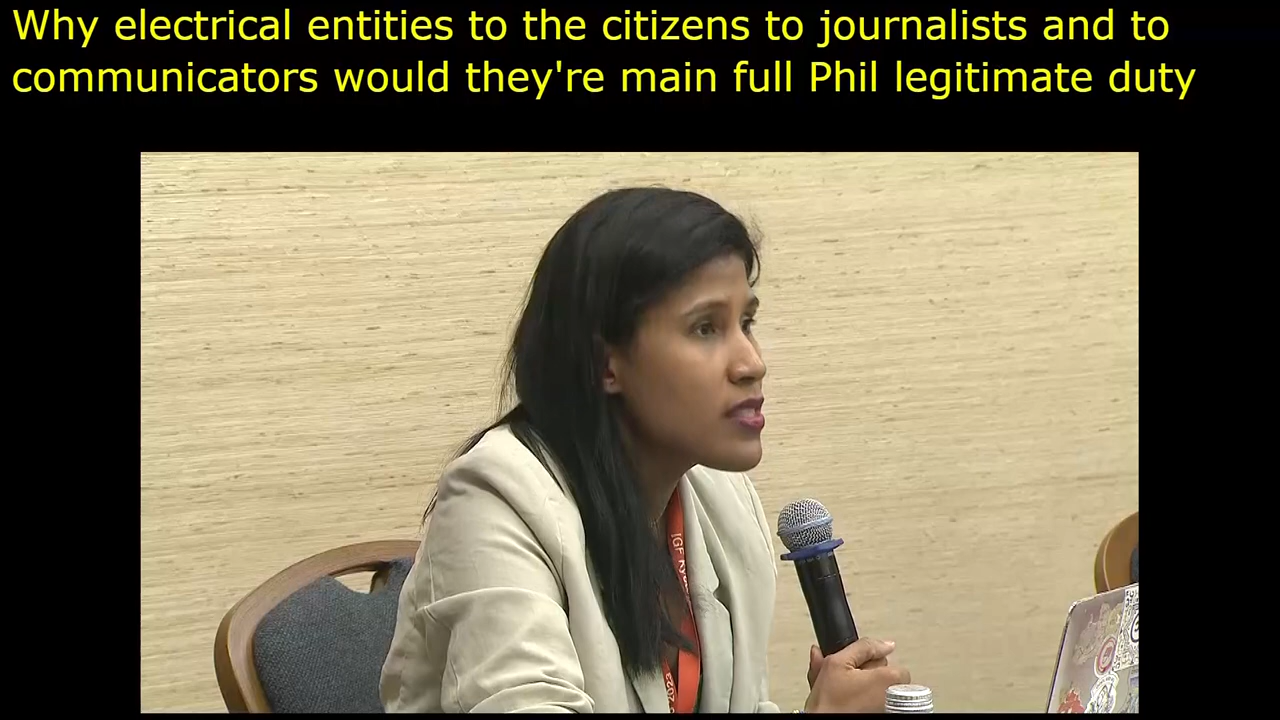 Why electrical entities to the citizens to journalists and to
communicators would they're main full Phil legitimate duty
IGF